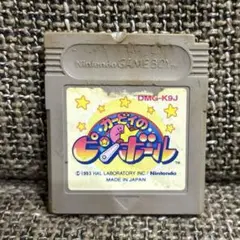 Nintendo GAME BOY
DMG-K9J
カービィの
ピンボール
© 1993 HAL LABORATORY INC / Nintendo
MADE IN JAPAN